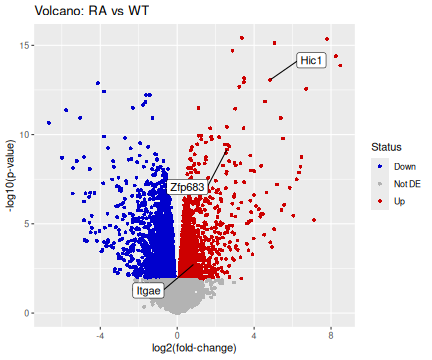 Volcano: RA vs WT
-log10(p-value)
15
10
5
0
Hic1
Zfp683
Itgae
-4
0
4
8
log2(fold-change)
Status
Down
Not DE
Up